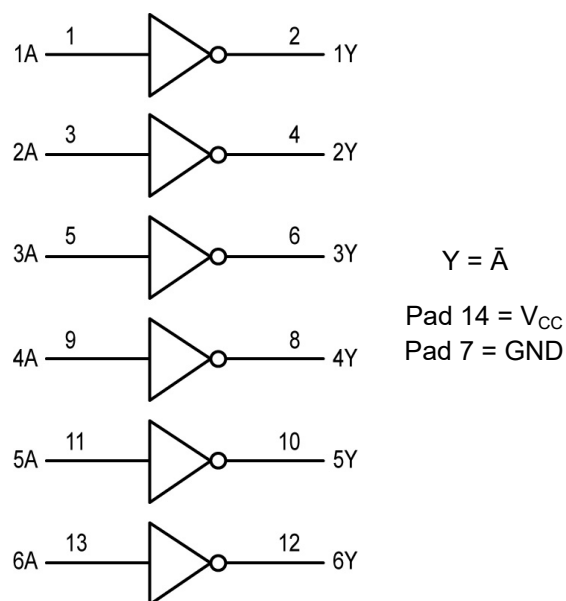 1A 1 2 1Y
2A 3 4 2Y
3A 5 6 3Y
4A 9 8 4Y
5A 11 10 5Y
6A 13 12 6Y
Y = Ā
Pad 14 = VCC
Pad 7 = GND